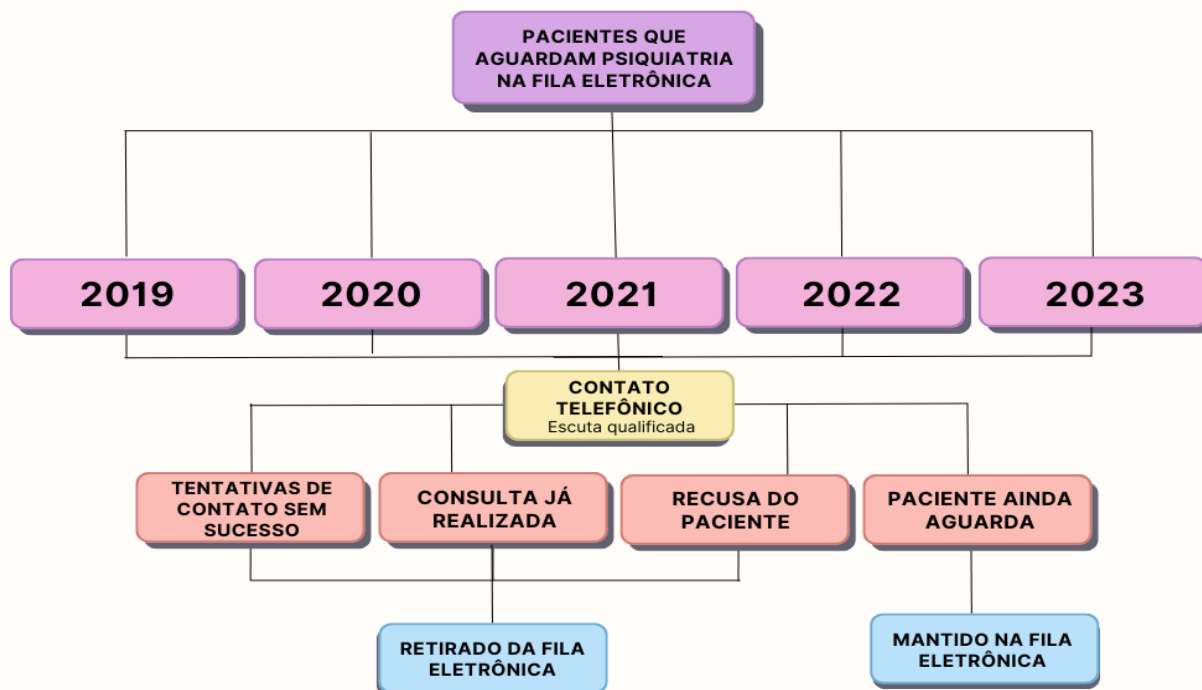 PACIENTES QUE
AGUARDAM PSIQUIATRIA
NA FILA ELETRÔNICA
2019
2020
2021
2022
2023
CONTATO
TELEFÔNICO
Escuta qualificada
TENTATIVAS DE
CONTATO SEM
SUCESSO
CONSULTA JÁ
REALIZADA
RECUSA DO
PACIENTE
PACIENTE AINDA
AGUARDA
RETIRADO DA FILA
ELETRÔNICA
MANTIDO NA FILA
ELETRÔNICA